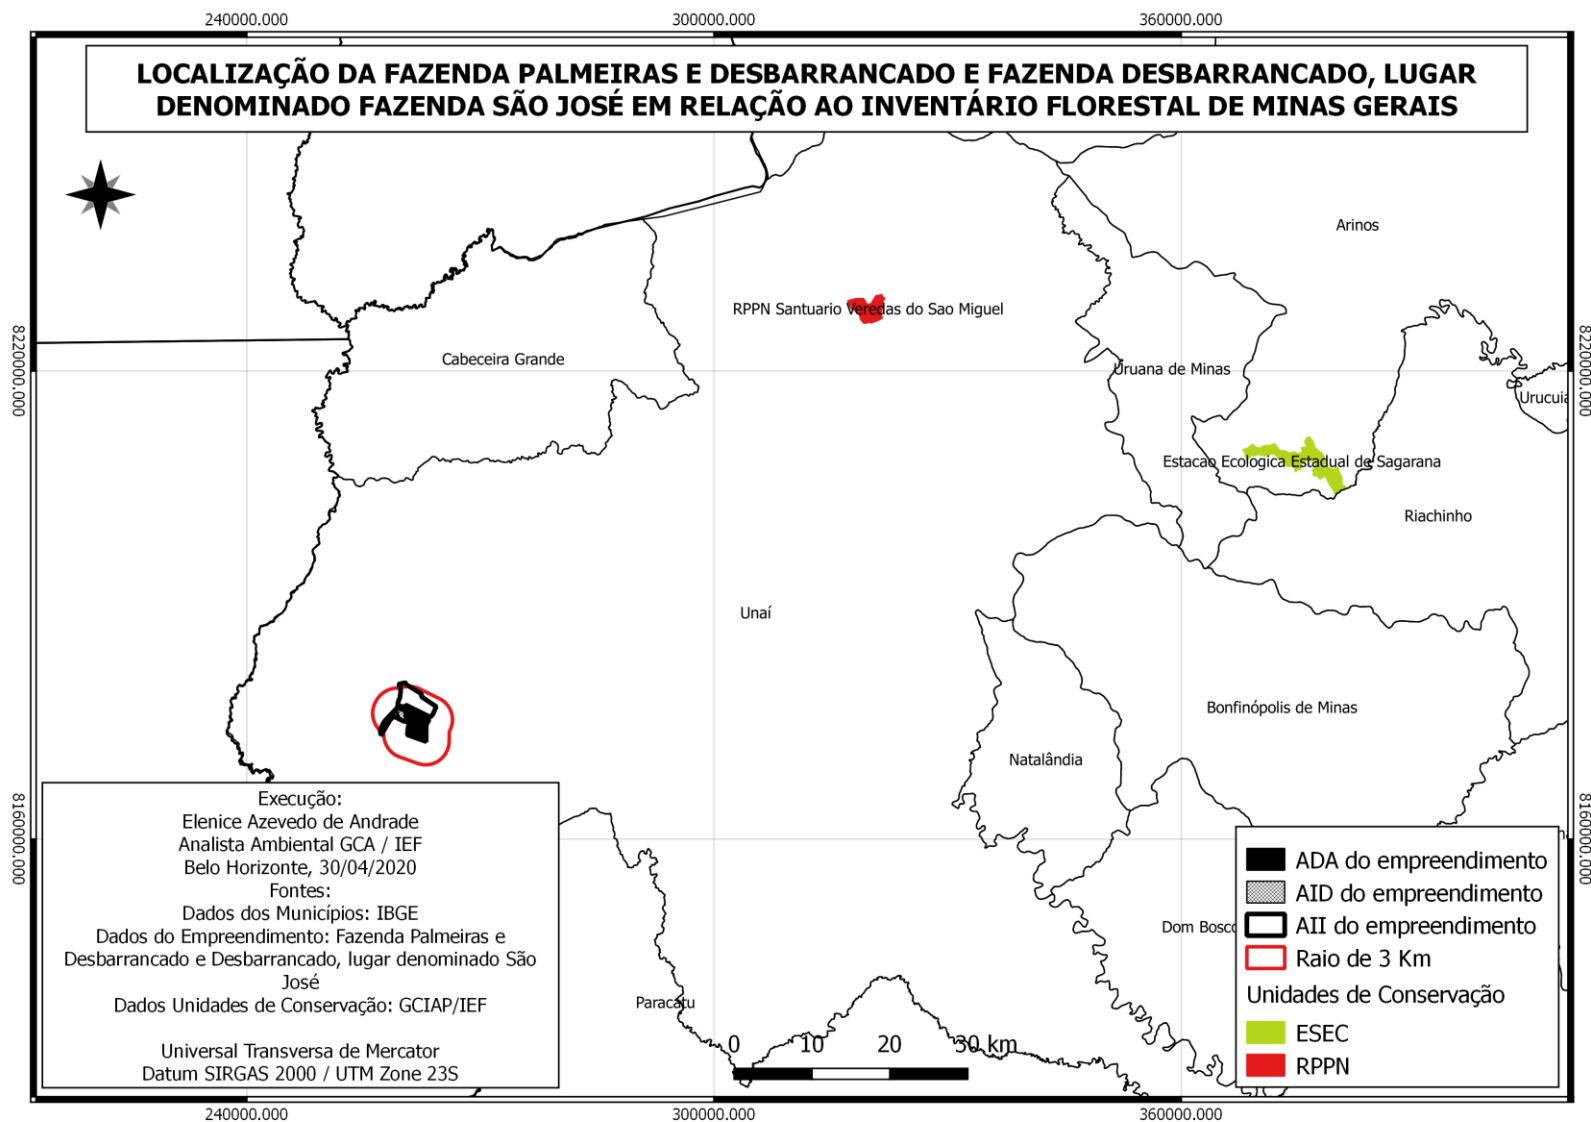 240000.000
300000.000
360000.000
LOCALIZAÇÃO DA FAZENDA PALMEIRAS E DESBARRANCADO E FAZENDA DESBARRANCADO, LUGAR
DENOMINADO FAZENDA SÃO JOSÉ EM RELAÇÃO AO INVENTÁRIO FLORESTAL DE MINAS GERAIS
Arinos
RPPN Santuario Veredas do Sao Miguel
Cabeceira Grande
Uruana de Minas
8220000.000
8220000.000
Urucuia
Estacao Ecologica Estadual de Sagarana
Riachinho
Unaí
Bonfinópolis de Minas
Natalândia
8160000.000
8160000.000
Execução:
Elenice Azevedo de Andrade
Analista Ambiental GCA / IEF
Belo Horizonte, 30/04/2020
Fontes:
Dados dos Municípios: IBGE
Dados do Empreendimento: Fazenda Palmeiras e
Desbarrancado e Desbarrancado, lugar denominado São
José
Dados Unidades de Conservação: GCIAP/IEF
Universal Transversa de Mercator
Datum SIRGAS 2000 / UTM Zone 23S
Dom Bosco
Paracatu
0 10 20 30 km
ADA do empreendimento
AID do empreendimento
AII do empreendimento
Raio de 3 Km
Unidades de Conservação
ESEC
RPPN
240000.000
300000.000
360000.000